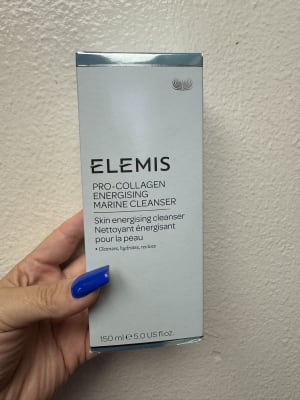 ELEMIS
PRO-COLLAGEN
ENERGISING
MARINE CLEANSER
Skin energising cleanser
Nettoyant énergisant
pour la peau
• Cleanses, hydrates, revives
150 ml ℮ 5.0 US fl.oz.